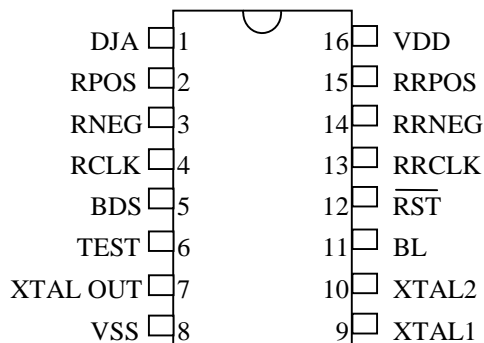 DJA 1 16 VDD
RPOS 2 15 RRPOS
RNEG 3 14 RRNEG
RCLK 4 13 RRCLK
BDS 5 12 RST
TEST 6 11 BL
XTAL OUT 7 10 XTAL2
VSS 8 9 XTAL1